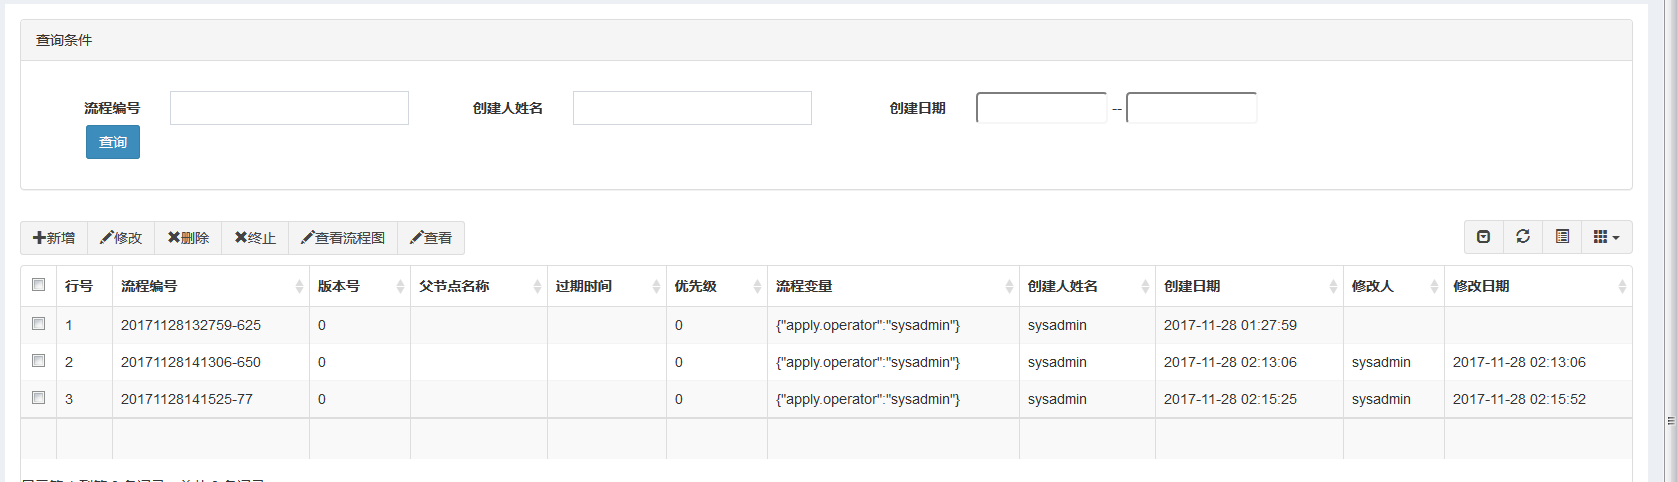 查询条件
流程编号 创建人姓名 创建日期 --
查询
新增 修改 删除 终止 查看流程图 查看
行号 流程编号 版本号 父节点名称 过期时间 优先级 流程变量 创建人姓名 创建日期 修改人 修改日期
1 20171128132759-625 0 0 {"apply.operator":"sysadmin"} sysadmin 2017-11-28 01:27:59
2 20171128141306-650 0 0 {"apply.operator":"sysadmin"} sysadmin 2017-11-28 02:13:06 sysadmin 2017-11-28 02:13:06
3 20171128141525-77 0 0 {"apply.operator":"sysadmin"} sysadmin 2017-11-28 02:15:25 sysadmin 2017-11-28 02:15:52